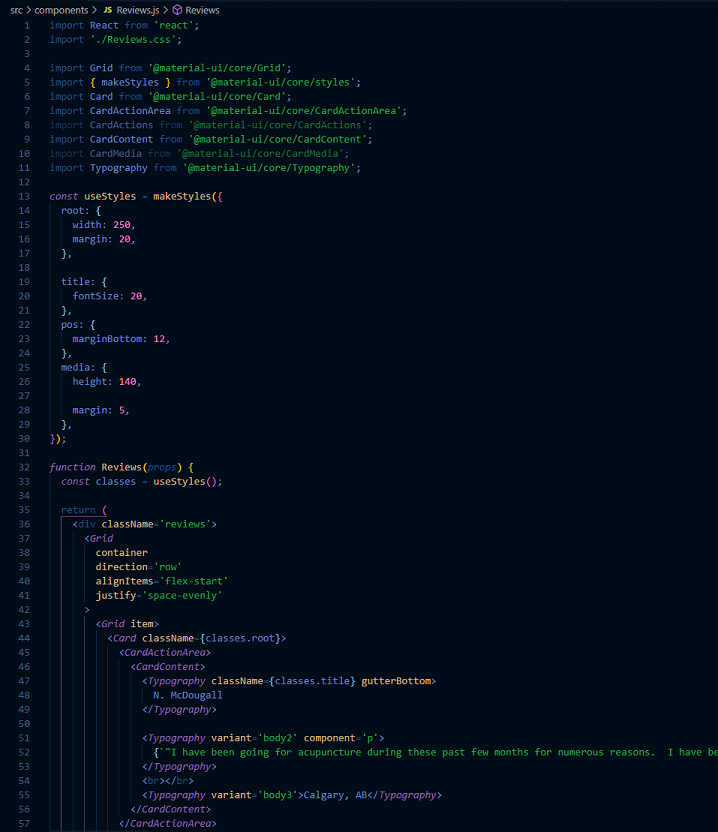 src > components > JS Reviews.js > Reviews
1 import React from 'react';
2 import './Reviews.css';
3
4 import Grid from '@material-ui/core/Grid';
5 import { makeStyles } from '@material-ui/core/styles';
6 import Card from '@material-ui/core/Card';
7 import CardActionArea from '@material-ui/core/CardActionArea';
8 import CardActions from '@material-ui/core/CardActions';
9 import CardContent from '@material-ui/core/CardContent';
10 import CardMedia from '@material-ui/core/CardMedia';
11 import Typography from '@material-ui/core/Typography';
12
13 const useStyles = makeStyles({
14   root: {
15     width: 250,
16     margin: 20,
17   },
18
19   title: {
20     fontSize: 20,
21   },
22   pos: {
23     marginBottom: 12,
24   },
25   media: {
26     height: 140,
27
28     margin: 5,
29   },
30 });
31
32 function Reviews(props) {
33   const classes = useStyles();
34
35   return (
36     <div className='reviews'>
37       <Grid
38         container
39         direction='row'
40         alignItems='flex-start'
41         justify='space-evenly'
42       >
43         <Grid item>
44           <Card className={classes.root}>
45             <CardActionArea>
46               <CardContent>
47                 <Typography className={classes.title} gutterBottom>
48                   N. McDougall
49                 </Typography>
50
51                 <Typography variant='body2' component='p'>
52                   {`"I have been going for acupuncture during these past few months for numerous reasons.  I have be
53                 </Typography>
54                 <br></br>
55                 <Typography variant='body3'>Calgary, AB</Typography>
56               </CardContent>
57             </CardActionArea>